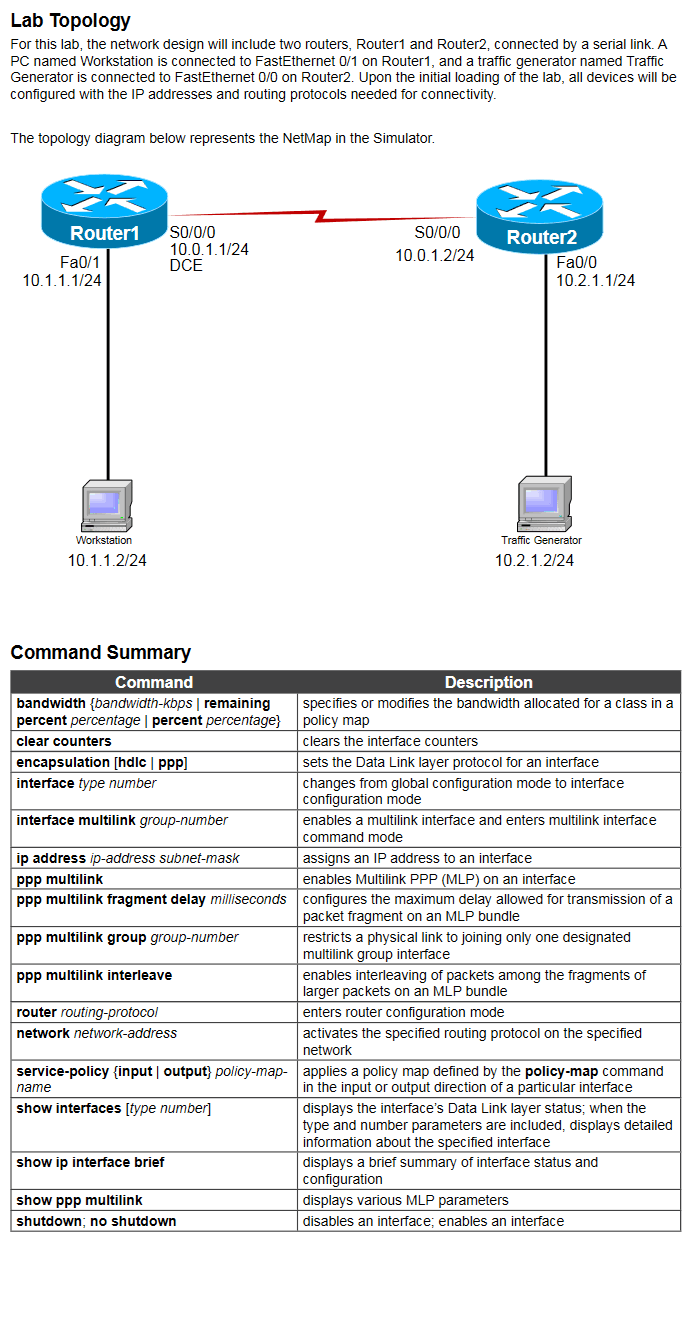 Lab Topology
For this lab, the network design will include two routers, Router1 and Router2, connected by a serial link. A
PC named Workstation is connected to FastEthernet 0/1 on Router1, and a traffic generator named Traffic
Generator is connected to FastEthernet 0/0 on Router2. Upon the initial loading of the lab, all devices will be
configured with the IP addresses and routing protocols needed for connectivity.
The topology diagram below represents the NetMap in the Simulator.
Router1
S0/0/0
10.0.1.1/24
DCE
Fa0/1
10.1.1.1/24
S0/0/0
10.0.1.2/24
Router2
Fa0/0
10.2.1.1/24
Workstation
10.1.1.2/24
Traffic Generator
10.2.1.2/24
Command Summary
Command Description
bandwidth {bandwidth-kbps | remaining
percent percentage | percent percentage}
specifies or modifies the bandwidth allocated for a class in a
policy map
clear counters
clears the interface counters
encapsulation [hdlc | ppp]
sets the Data Link layer protocol for an interface
interface type number
changes from global configuration mode to interface
configuration mode
interface multilink group-number
enables a multilink interface and enters multilink interface
command mode
ip address ip-address subnet-mask
assigns an IP address to an interface
ppp multilink
enables Multilink PPP (MLP) on an interface
ppp multilink fragment delay milliseconds
configures the maximum delay allowed for transmission of a
packet fragment on an MLP bundle
ppp multilink group group-number
restricts a physical link to joining only one designated
multilink group interface
ppp multilink interleave
enables interleaving of packets among the fragments of
larger packets on an MLP bundle
router routing-protocol
enters router configuration mode
network network-address
activates the specified routing protocol on the specified
network
service-policy {input | output} policy-map-
name
applies a policy map defined by the policy-map command
in the input or output direction of a particular interface
show interfaces [type number]
displays the interface's Data Link layer status; when the
type and number parameters are included, displays detailed
information about the specified interface
show ip interface brief
displays a brief summary of interface status and
configuration
show ppp multilink
displays various MLP parameters
shutdown; no shutdown
disables an interface; enables an interface